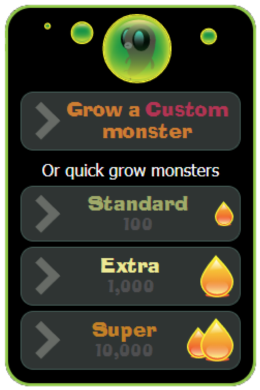 Grow a Custom
monster
Or quick grow monsters
Standard
100
Extra
1,000
Super
10,000